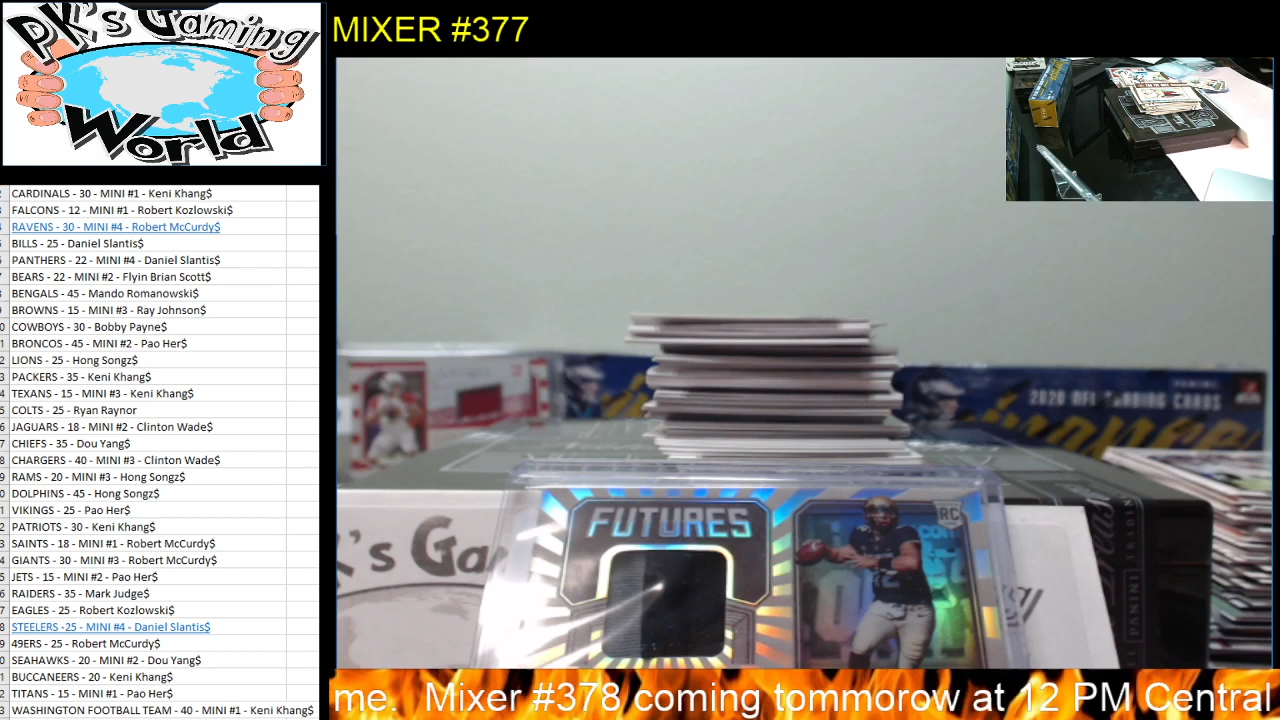 PK's Gaming
World
MIXER #377
CARDINALS - 30 - MINI #1 - Keni Khang$
FALCONS - 12 - MINI #1 - Robert Kozlowski$
RAVENS - 30 - MINI #4 - Robert McCurdy$
BILLS - 25 - Daniel Slantis$
PANTHERS - 22 - MINI #4 - Daniel Slantis$
BEARS - 22 - MINI #2 - Flyin Brian Scott$
BENGALS - 45 - Mando Romanowski$
BROWNS - 15 - MINI #3 - Ray Johnson$
COWBOYS - 30 - Bobby Payne$
BRONCOS - 45 - MINI #2 - Pao Her$
LIONS - 25 - Hong Songz$
PACKERS - 35 - Keni Khang$
TEXANS - 15 - MINI #3 - Keni Khang$
COLTS - 25 - Ryan Raynor
JAGUARS - 18 - MINI #2 - Clinton Wade$
CHIEFS - 35 - Dou Yang$
CHARGERS - 40 - MINI #3 - Clinton Wade$
RAMS - 20 - MINI #3 - Hong Songz$
DOLPHINS - 45 - Hong Songz$
VIKINGS - 25 - Pao Her$
PATRIOTS - 30 - Keni Khang$
SAINTS - 18 - MINI #1 - Robert McCurdy$
GIANTS - 30 - MINI #3 - Robert McCurdy$
JETS - 15 - MINI #2 - Pao Her$
RAIDERS - 35 - Mark Judge$
EAGLES - 25 - Robert Kozlowski$
STEELERS -25 - MINI #4 - Daniel Slantis$
49ERS - 25 - Robert McCurdy$
SEAHAWKS - 20 - MINI #2 - Dou Yang$
BUCCANEERS - 20 - Keni Khang$
TITANS - 15 - MINI #1 - Pao Her$
WASHINGTON FOOTBALL TEAM - 40 - MINI #1 - Keni Khang$
2020 NFL TRADING CARDS
FUTURES
RC
K's Ga
PANINI
me. Mixer #378 coming tommorow at 12 PM Central